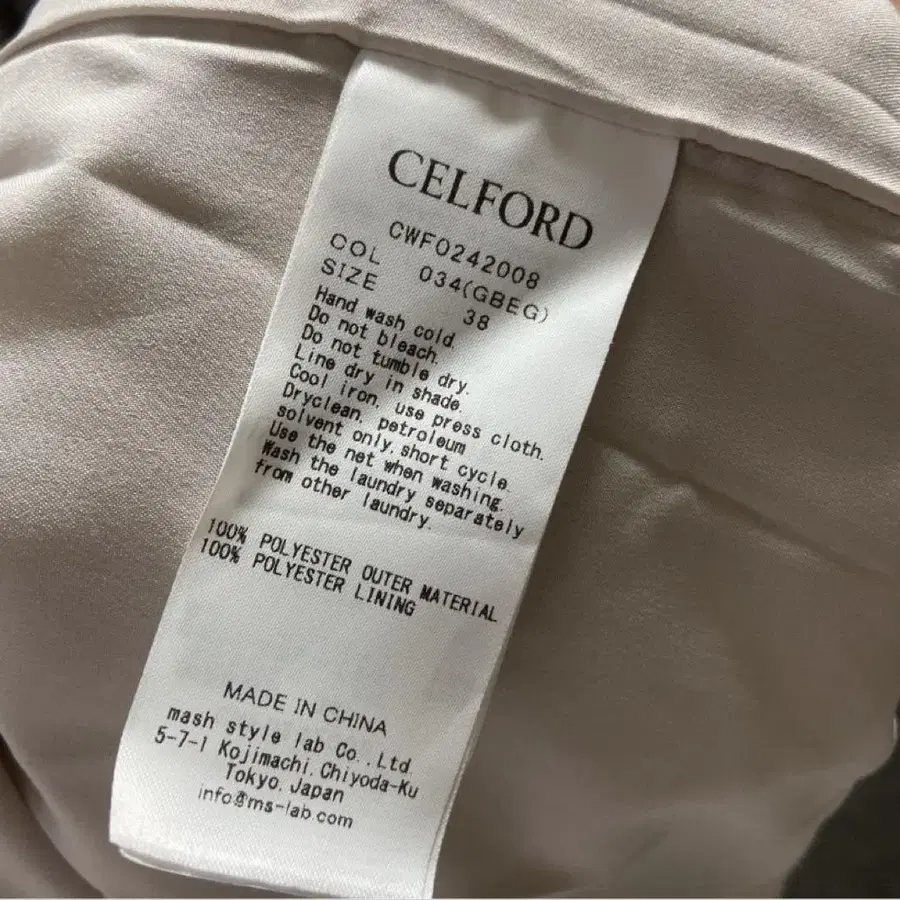 CELFORD
CWFO242008
COL 034(GBEG)
SIZE 38
Hand wash cold.
Do not bleach.
Do not tumble dry.
Line dry in shade.
Cool iron, use press cloth.
Dryclean, petroleum
solvent only, short cycle.
Use the net when washing.
Wash the laundry separately
from other laundry.
100% POLYESTER OUTER MATERIAL
100% POLYESTER LINING
MADE IN CHINA
mash style lab Co.,Ltd
5-7-1 Kojimachi,Chiyoda-Ku
Tokyo,Japan
info@ms-lab.com